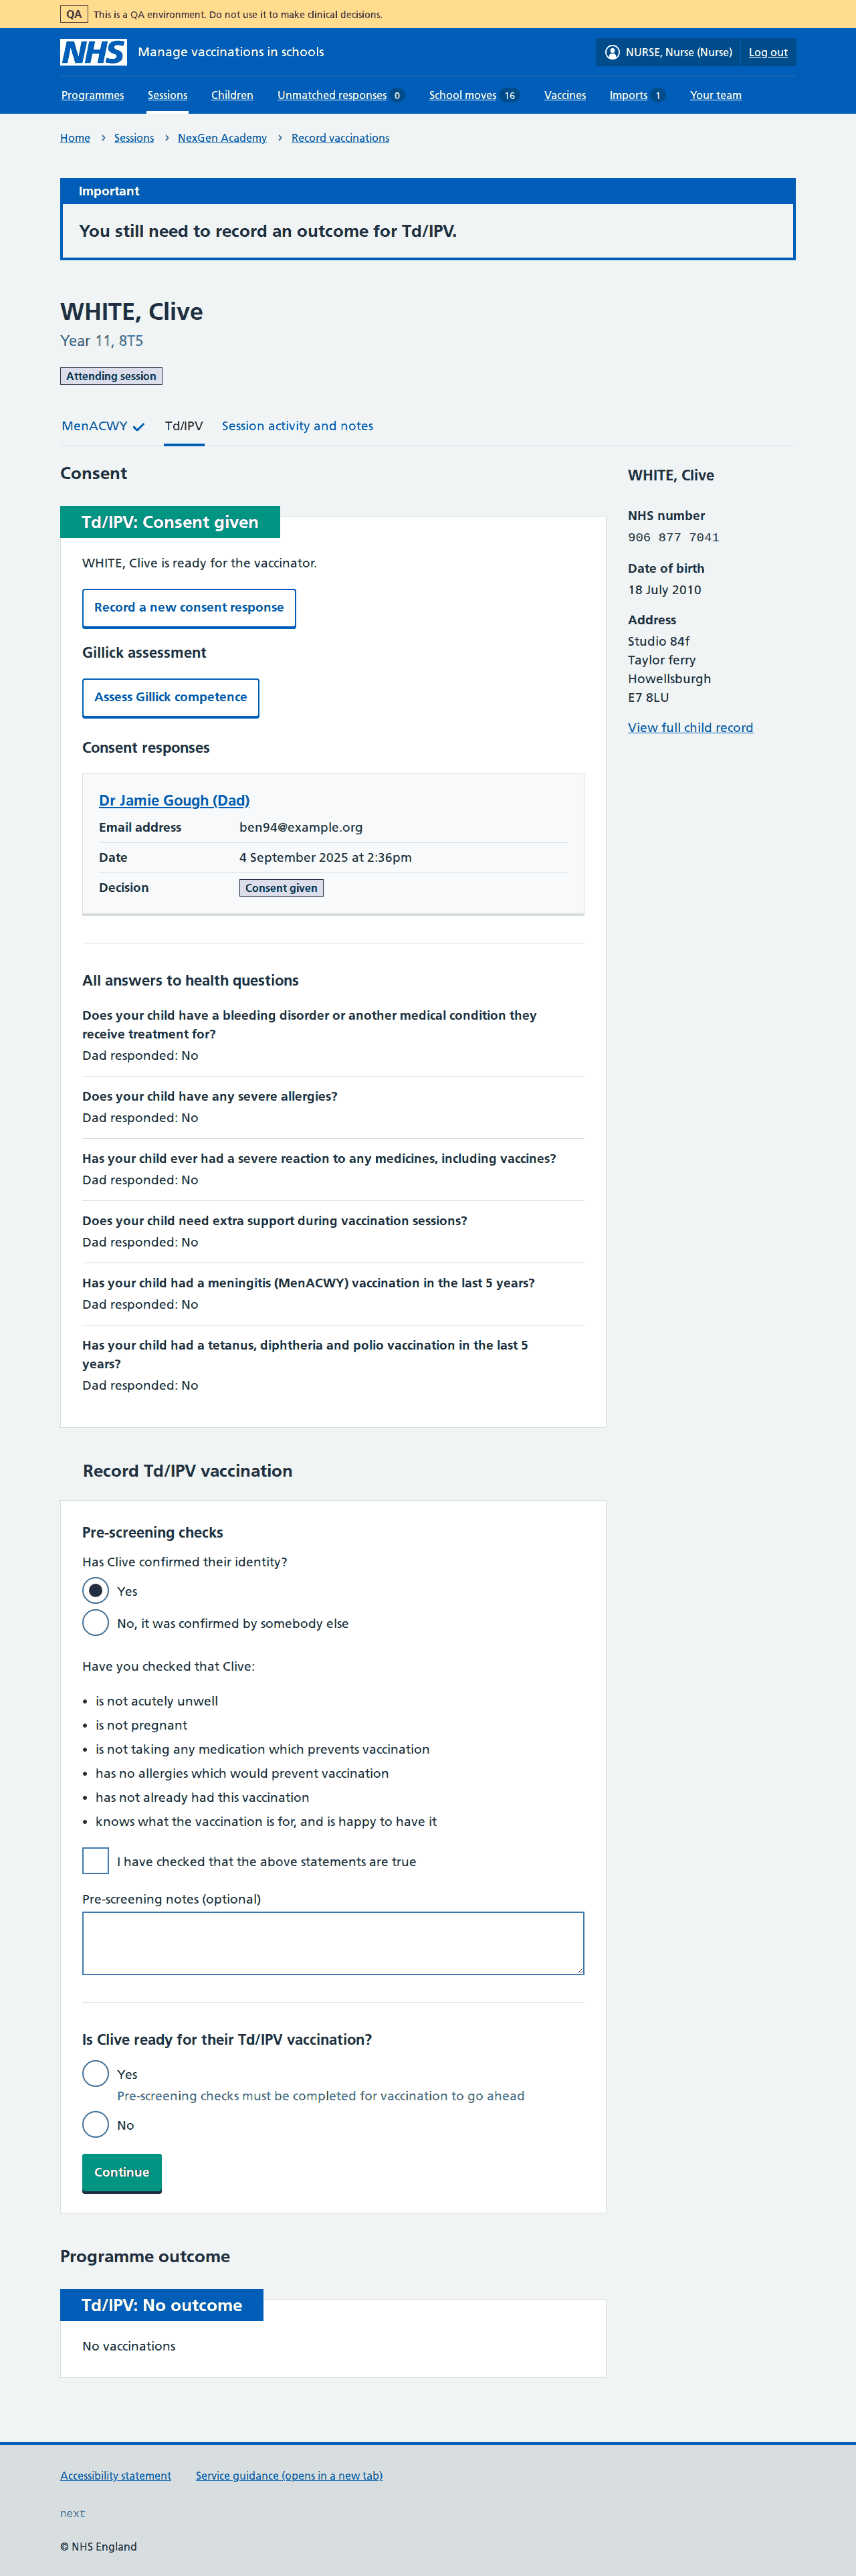 QA This is a QA environment. Do not use it to make clinical decisions.
NHS Manage vaccinations in schools NURSE, Nurse (Nurse) Log out
Programmes Sessions Children Unmatched responses 0 School moves 16 Vaccines Imports 1 Your team
Home > Sessions > NexGen Academy > Record vaccinations
Important
You still need to record an outcome for Td/IPV.
WHITE, Clive
Year 11, 8T5
Attending session
MenACWY Td/IPV Session activity and notes
Consent
Td/IPV: Consent given
WHITE, Clive is ready for the vaccinator.
Record a new consent response
Gillick assessment
Assess Gillick competence
Consent responses
Dr Jamie Gough (Dad)
Email address ben94@example.org
Date 4 September 2025 at 2:36pm
Decision Consent given
All answers to health questions
Does your child have a bleeding disorder or another medical condition they
receive treatment for?
Dad responded: No
Does your child have any severe allergies?
Dad responded: No
Has your child ever had a severe reaction to any medicines, including vaccines?
Dad responded: No
Does your child need extra support during vaccination sessions?
Dad responded: No
Has your child had a meningitis (MenACWY) vaccination in the last 5 years?
Dad responded: No
Has your child had a tetanus, diphtheria and polio vaccination in the last 5
years?
Dad responded: No
WHITE, Clive
NHS number
906 877 7041
Date of birth
18 July 2010
Address
Studio 84f
Taylor ferry
Howellsburgh
E7 8LU
View full child record
Record Td/IPV vaccination
Pre-screening checks
Has Clive confirmed their identity?
Yes
No, it was confirmed by somebody else
Have you checked that Clive:
• is not acutely unwell
• is not pregnant
• is not taking any medication which prevents vaccination
• has no allergies which would prevent vaccination
• has not already had this vaccination
• knows what the vaccination is for, and is happy to have it
I have checked that the above statements are true
Pre-screening notes (optional)
Is Clive ready for their Td/IPV vaccination?
Yes
Pre-screening checks must be completed for vaccination to go ahead
No
Continue
Programme outcome
Td/IPV: No outcome
No vaccinations
Accessibility statement Service guidance (opens in a new tab)
next
© NHS England